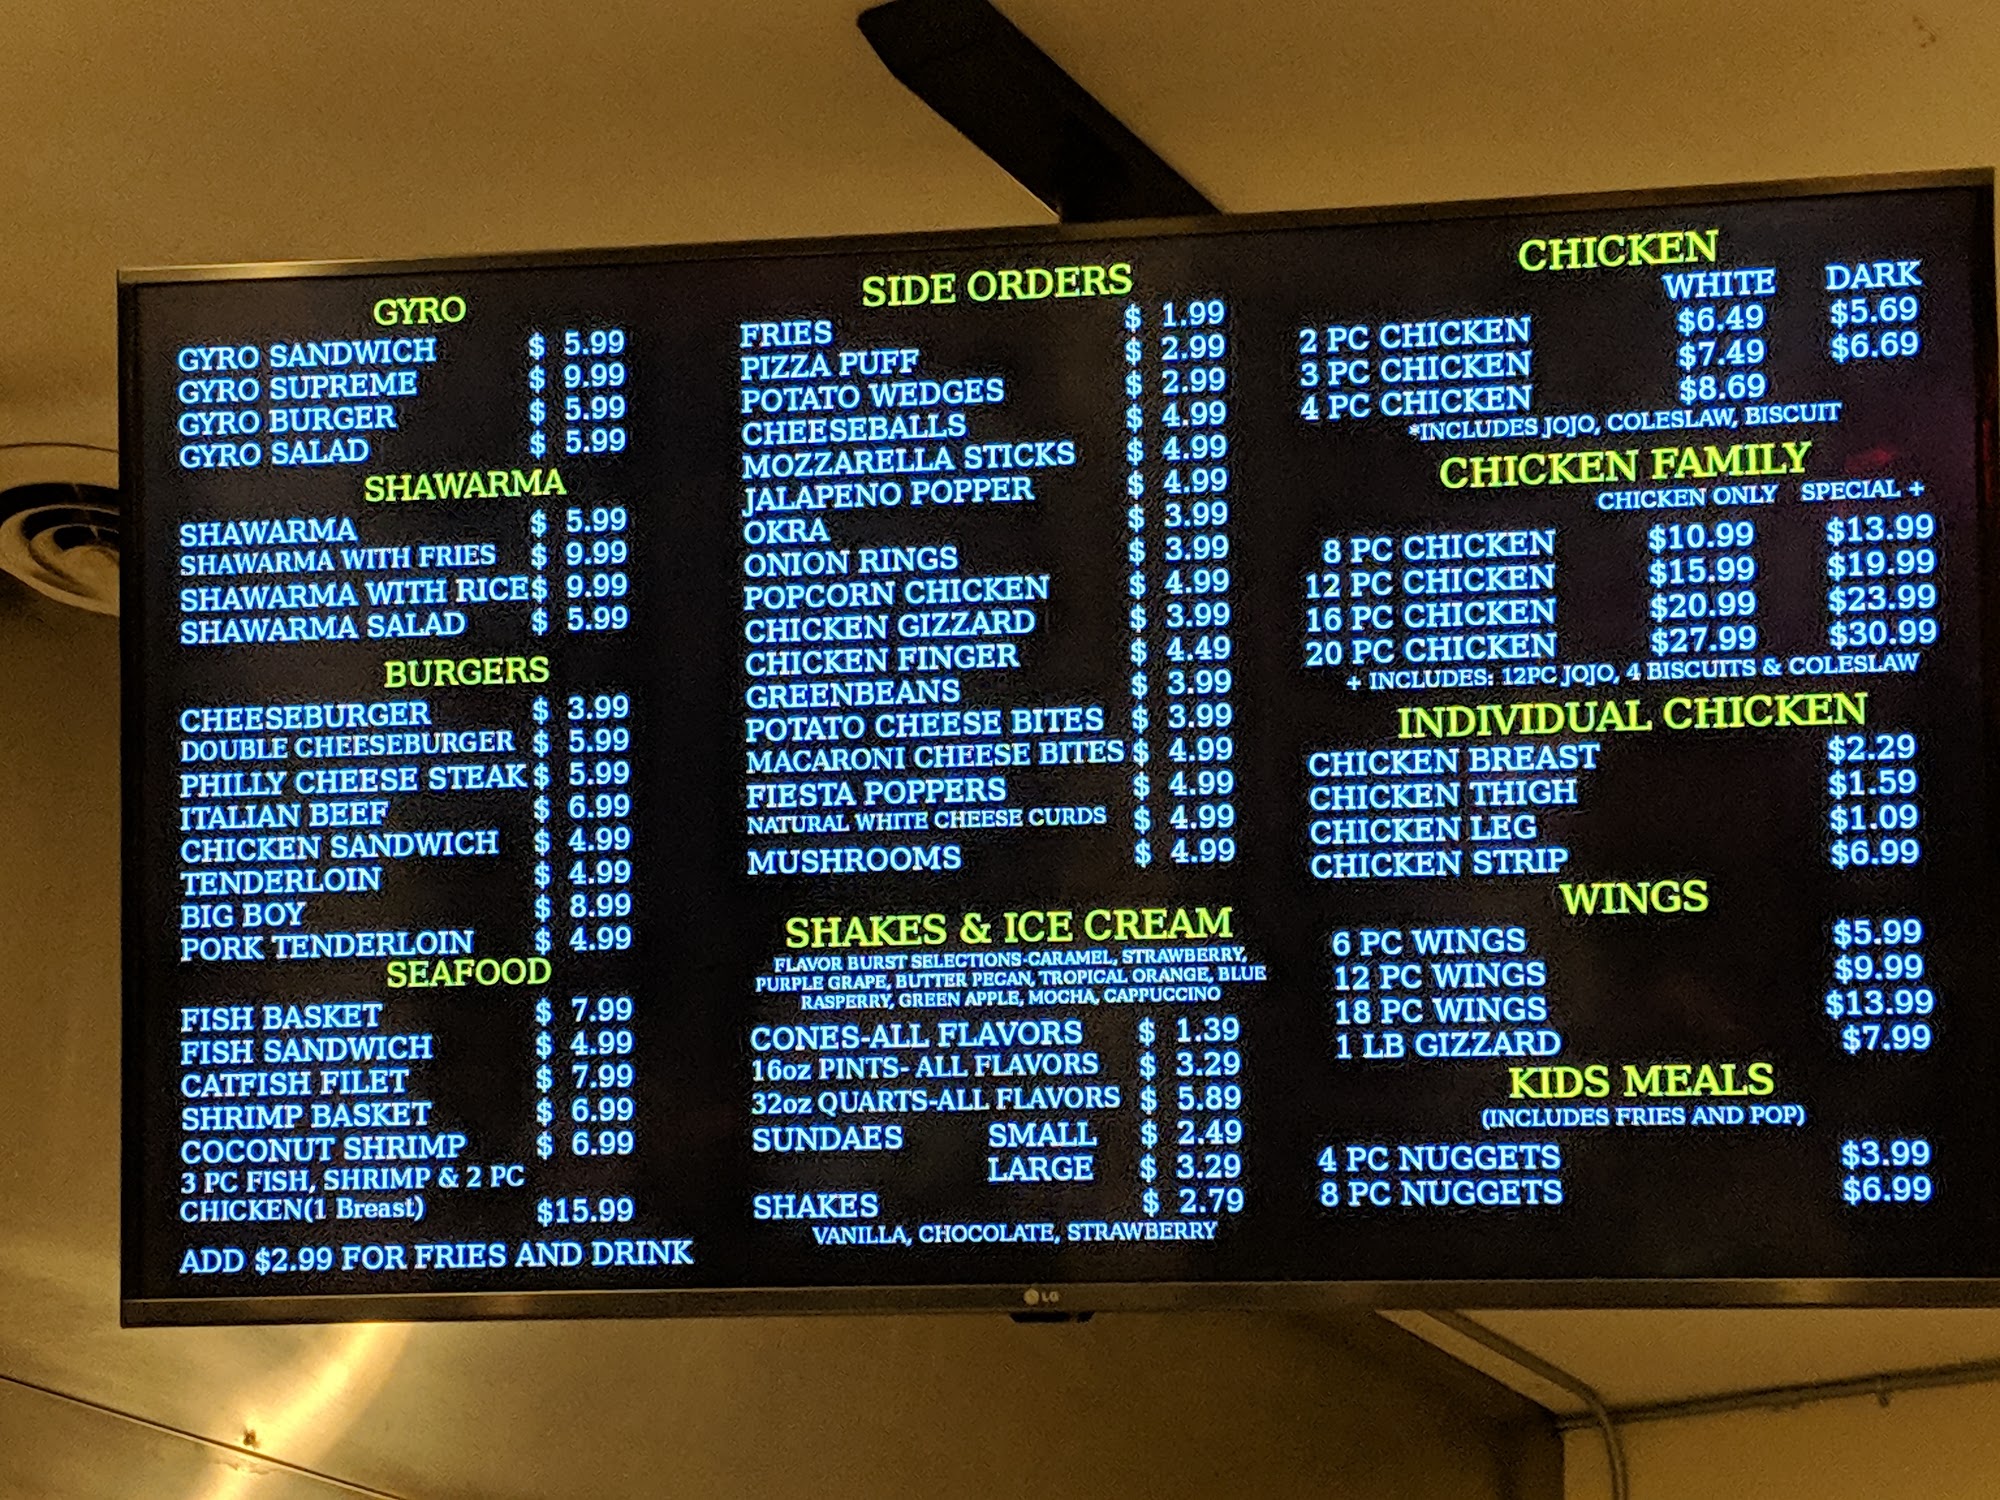 GYRO
GYRO SANDWICH $ 5.99
GYRO SUPREME $ 9.99
GYRO BURGER $ 5.99
GYRO SALAD $ 5.99
SHAWARMA
SHAWARMA $ 5.99
SHAWARMA WITH FRIES $ 9.99
SHAWARMA WITH RICE$ 9.99
SHAWARMA SALAD $ 5.99
BURGERS
CHEESEBURGER $ 3.99
DOUBLE CHEESEBURGER $ 5.99
PHILLY CHEESE STEAK $ 5.99
ITALIAN BEEF $ 6.99
CHICKEN SANDWICH $ 4.99
TENDERLOIN $ 4.99
BIG BOY $ 8.99
PORK TENDERLOIN $ 4.99
SEAFOOD
FISH BASKET $ 7.99
FISH SANDWICH $ 4.99
CATFISH FILET $ 7.99
SHRIMP BASKET $ 6.99
COCONUT SHRIMP $ 6.99
3 PC FISH, SHRIMP & 2 PC
CHICKEN(1 Breast) $15.99
ADD $2.99 FOR FRIES AND DRINK
SIDE ORDERS
FRIES $ 1.99
PIZZA PUFF $ 2.99
POTATO WEDGES $ 2.99
CHEESEBALLS $ 4.99
MOZZARELLA STICKS $ 4.99
JALAPENO POPPER $ 4.99
OKRA $ 3.99
ONION RINGS $ 3.99
POPCORN CHICKEN $ 4.99
CHICKEN GIZZARD $ 3.99
CHICKEN FINGER $ 4.49
GREENBEANS $ 3.99
POTATO CHEESE BITES $ 3.99
MACARONI CHEESE BITES $ 4.99
FIESTA POPPERS $ 4.99
NATURAL WHITE CHEESE CURDS $ 4.99
MUSHROOMS $ 4.99
SHAKES & ICE CREAM
FLAVOR BURST SELECTIONS-CARAMEL, STRAWBERRY,
PURPLE GRAPE, BUTTER PECAN, TROPICAL ORANGE, BLUE
RASPERRY, GREEN APPLE, MOCHA, CAPPUCCINO
CONES-ALL FLAVORS $ 1.39
16oz PINTS- ALL FLAVORS $ 3.29
32oz QUARTS-ALL FLAVORS $ 5.89
SUNDAES SMALL $ 2.49
LARGE $ 3.29
SHAKES $ 2.79
VANILLA, CHOCOLATE, STRAWBERRY
CHICKEN
WHITE DARK
2 PC CHICKEN $6.49 $5.69
3 PC CHICKEN $7.49 $6.69
4 PC CHICKEN $8.69
*INCLUDES JOJO, COLESLAW, BISCUIT
CHICKEN FAMILY
CHICKEN ONLY SPECIAL +
8 PC CHICKEN $10.99 $13.99
12 PC CHICKEN $15.99 $19.99
16 PC CHICKEN $20.99 $23.99
20 PC CHICKEN $27.99 $30.99
+ INCLUDES: 12PC JOJO, 4 BISCUITS & COLESLAW
INDIVIDUAL CHICKEN
CHICKEN BREAST $2.29
CHICKEN THIGH $1.59
CHICKEN LEG $1.09
CHICKEN STRIP $6.99
WINGS
6 PC WINGS $5.99
12 PC WINGS $9.99
18 PC WINGS $13.99
1 LB GIZZARD $7.99
KIDS MEALS
(INCLUDES FRIES AND POP)
4 PC NUGGETS $3.99
8 PC NUGGETS $6.99
LG